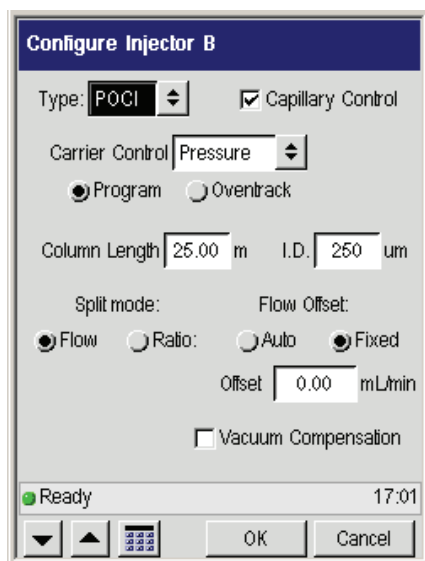 Configure Injector B
Type: POCI Capillary Control
Carrier Control Pressure
Program Oventrack
Column Length 25.00 m I.D. 250 um
Split mode: Flow Offset:
Flow Ratio: Auto Fixed
Offset 0.00 mL/min
Vacuum Compensation
Ready 17:01
OK Cancel